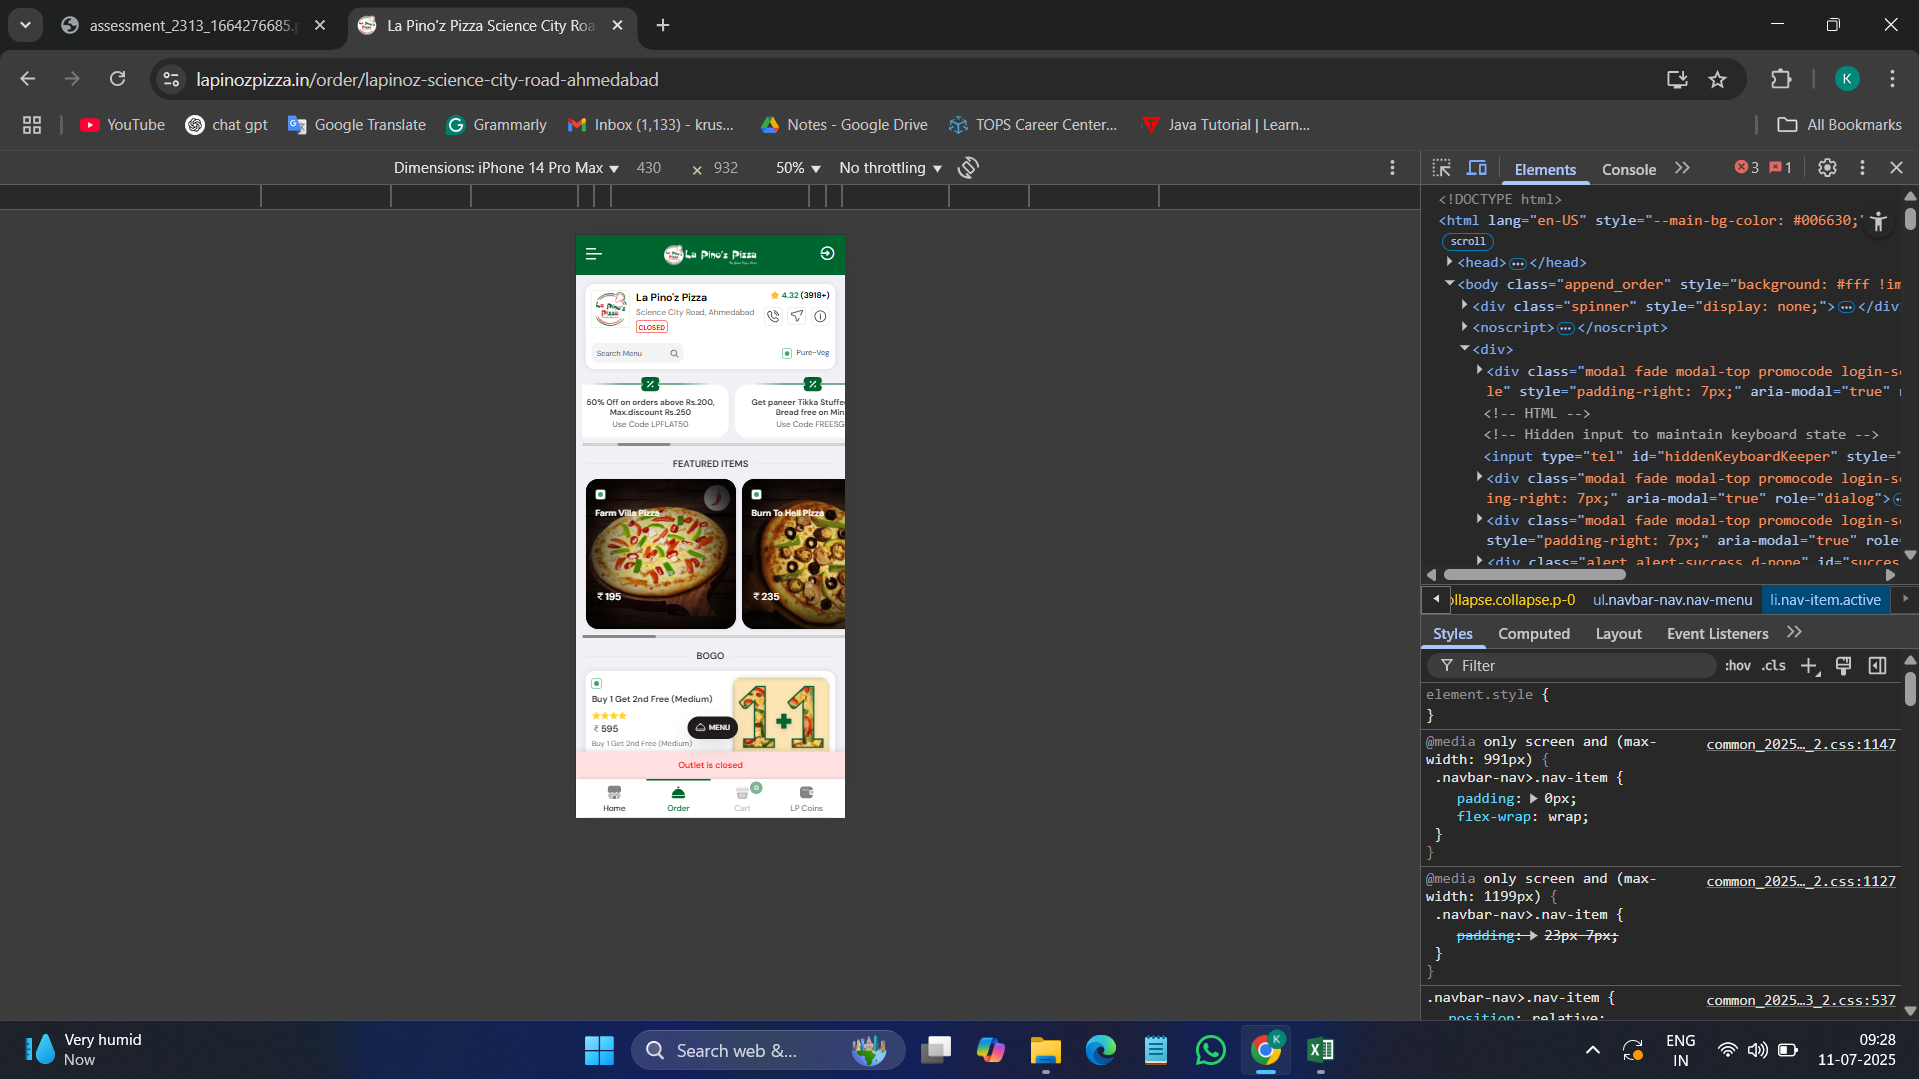 assessment_2313_1664276685.p
La Pino'z Pizza Science City Roa
lapinozpizza.in/order/lapinoz-science-city-road-ahmedabad
K
YouTube
chat gpt
Google Translate
Grammarly
Inbox (1,133) - krus...
Notes - Google Drive
TOPS Career Center...
Java Tutorial | Learn...
All Bookmarks
Dimensions: iPhone 14 Pro Max
430
×
932
50%
No throttling
Elements
Console
3
1
La Pino'z Pizza
La Pino'z Pizza
4.32 (3918+)
Science City Road, Ahmedabad
CLOSED
Search Menu
Pure-Veg
50% Off on orders above Rs.200,
Max.discount Rs.250
Use Code LPFLAT50
Get paneer Tikka Stuffe
Bread free on Min
Use Code FREESG
FEATURED ITEMS
Farm Villa Pizza
₹ 195
Burn To Hell Pizza
₹ 235
BOGO
Buy 1 Get 2nd Free (Medium)
₹ 595
Buy 1 Get 2nd Free (Medium)
1+1
MENU
Outlet is closed
Home
Order
Cart
0
LP Coins
<!DOCTYPE html>
<html lang="en-US" style="--main-bg-color: #006630;"
scroll
<head> ••• </head>
<body class="append_order" style="background: #fff !im
<div class="spinner" style="display: none;"> ••• </div
<noscript> ••• </noscript>
<div>
<div class="modal fade modal-top promocode login-s
le" style="padding-right: 7px;" aria-modal="true"
<!-- HTML -->
<!-- Hidden input to maintain keyboard state -->
<input type="tel" id="hiddenKeyboardKeeper" style="
<div class="modal fade modal-top promocode login-s
ing-right: 7px;" aria-modal="true" role="dialog">
<div class="modal fade modal-top promocode login-s
style="padding-right: 7px;" aria-modal="true" role=
<div class="alert alert-success d-none" id="succes
ollapse.collapse.p-0
ul.navbar-nav.nav-menu
li.nav-item.active
Styles
Computed
Layout
Event Listeners
Filter
:hov
.cls
element.style {
}
@media only screen and (max-
width: 991px) {
common_2025…_2.css:1147
.navbar-nav>.nav-item {
padding: 0px;
flex-wrap: wrap;
}
}
@media only screen and (max-
width: 1199px) {
common_2025…_2.css:1127
.navbar-nav>.nav-item {
padding: 23px 7px;
}
}
.navbar-nav>.nav-item {
common_2025…3_2.css:537
position: relative;
Very humid
Now
Search web &...
K
ENG
IN
09:28
11-07-2025